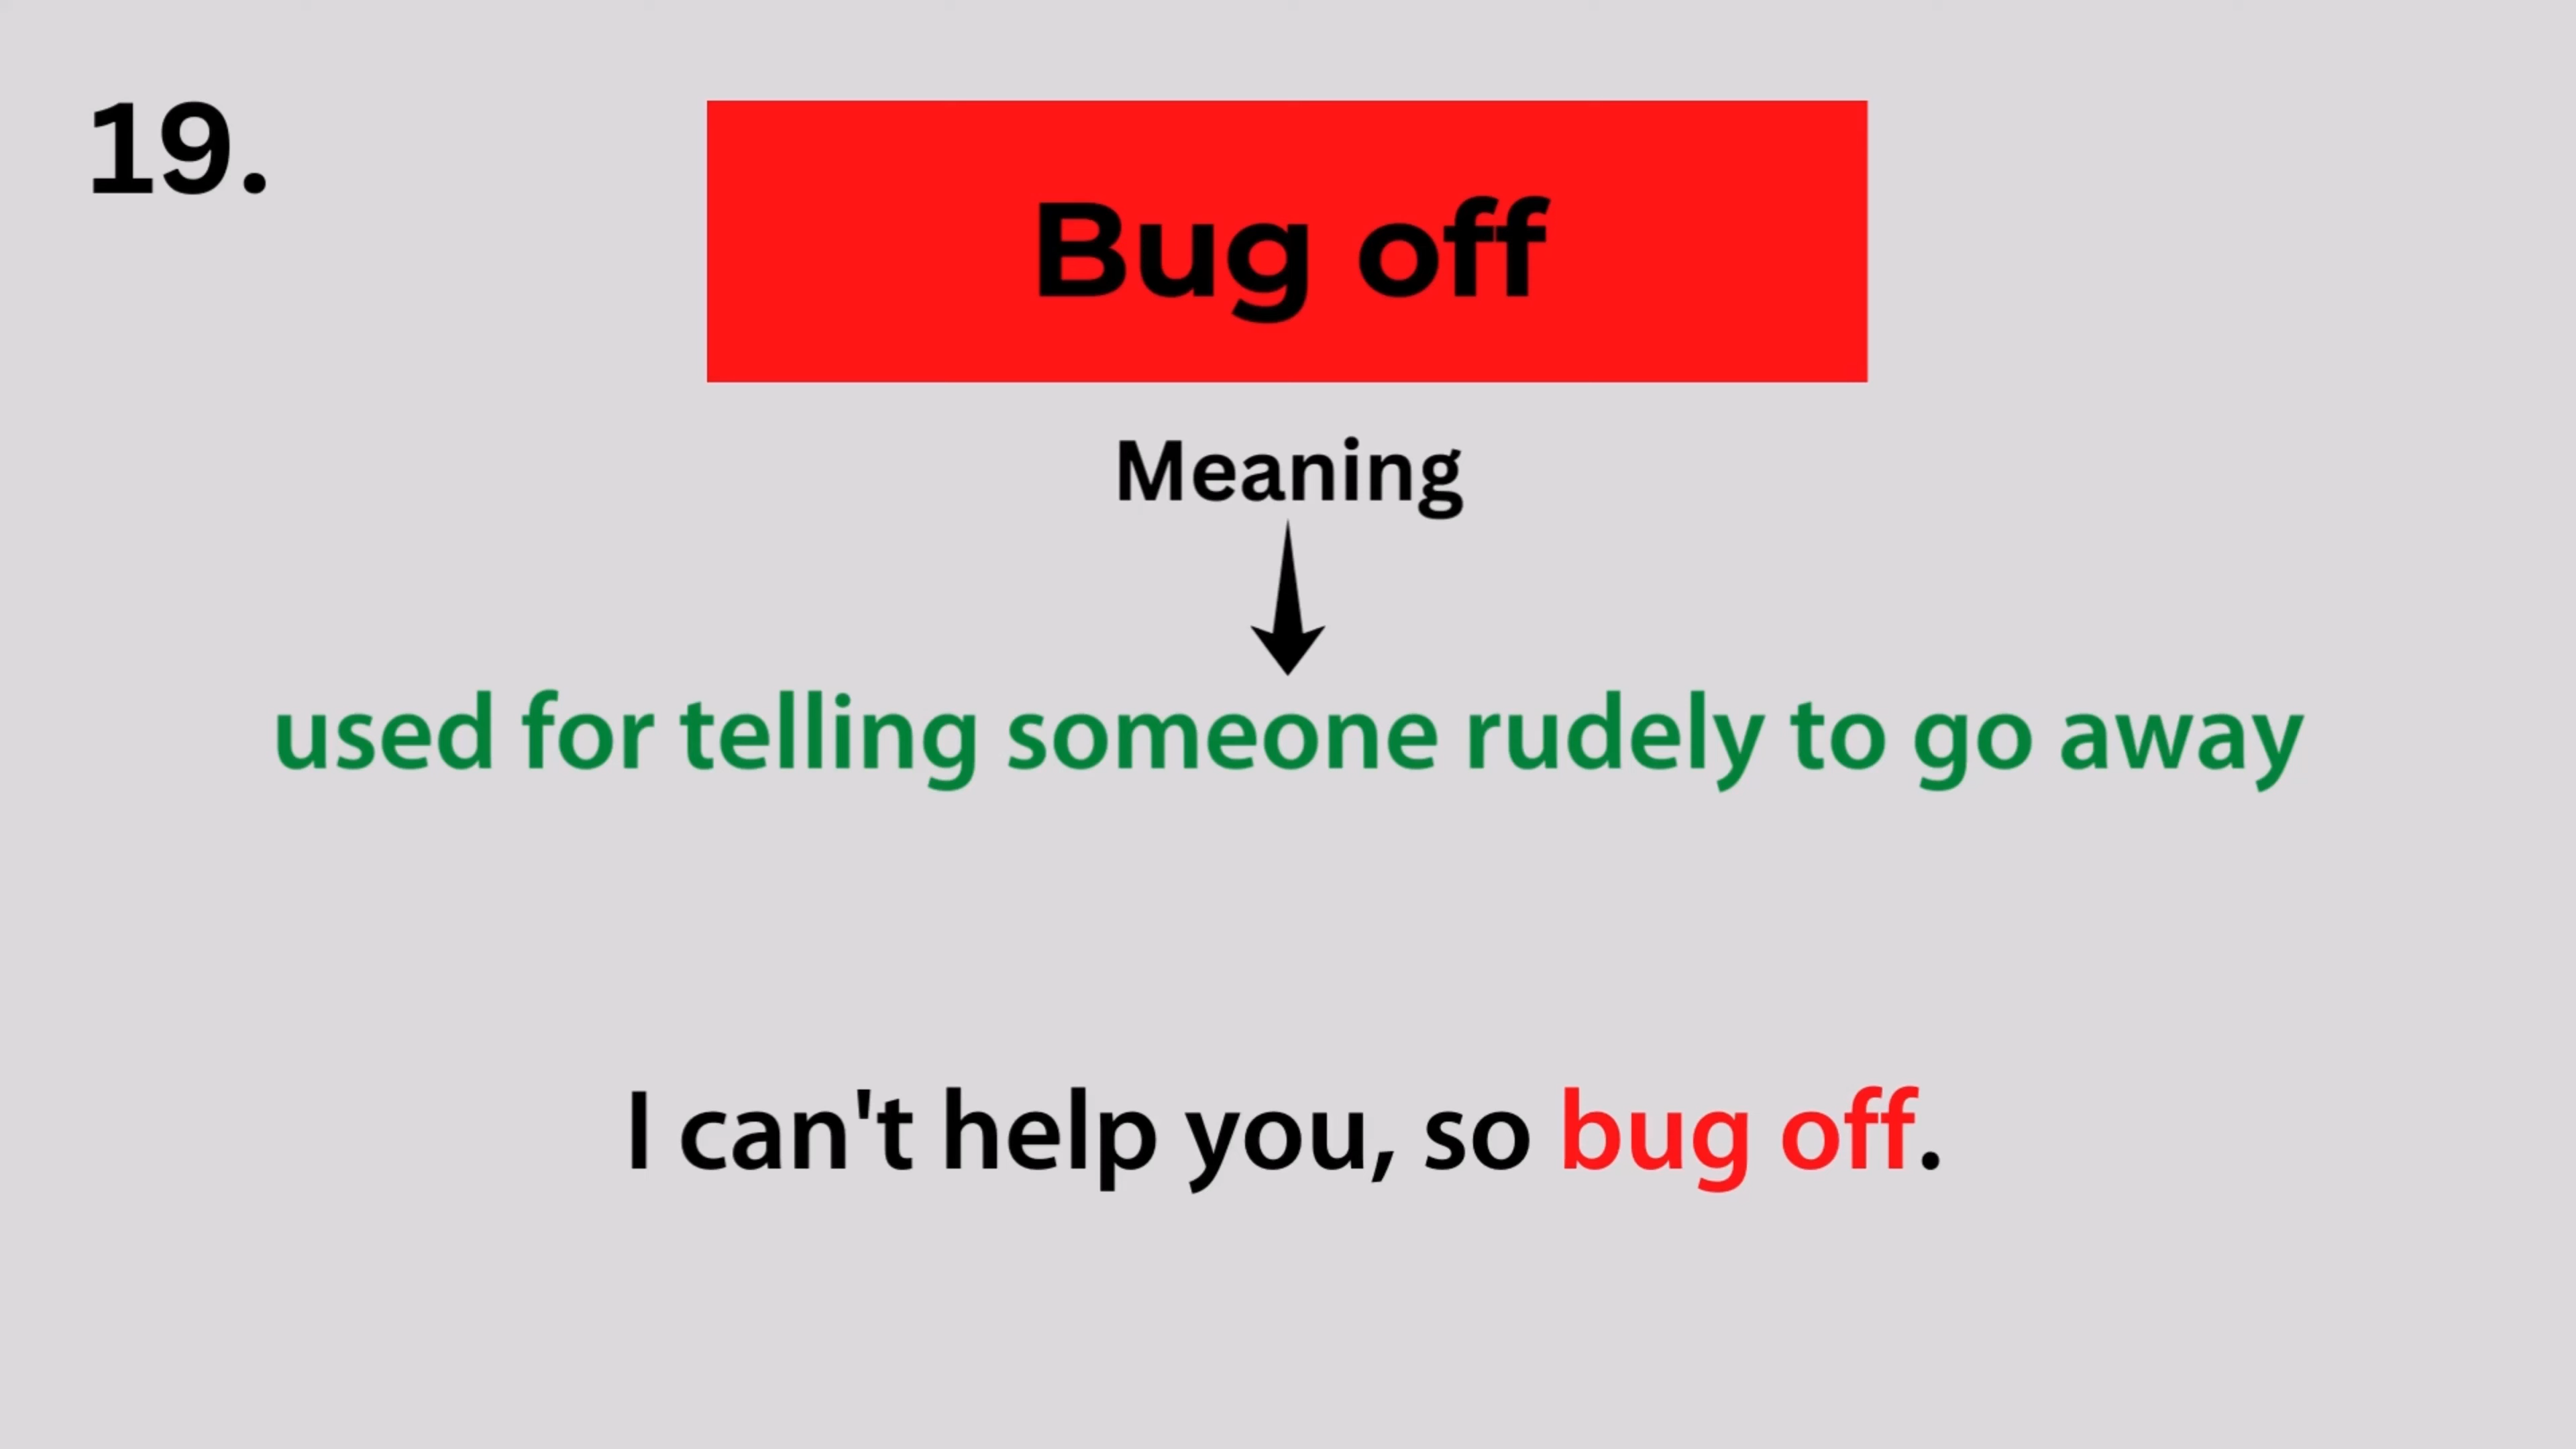 19.
Bug off
Meaning
used for telling someone rudely to go away
I can't help you, so bug off.